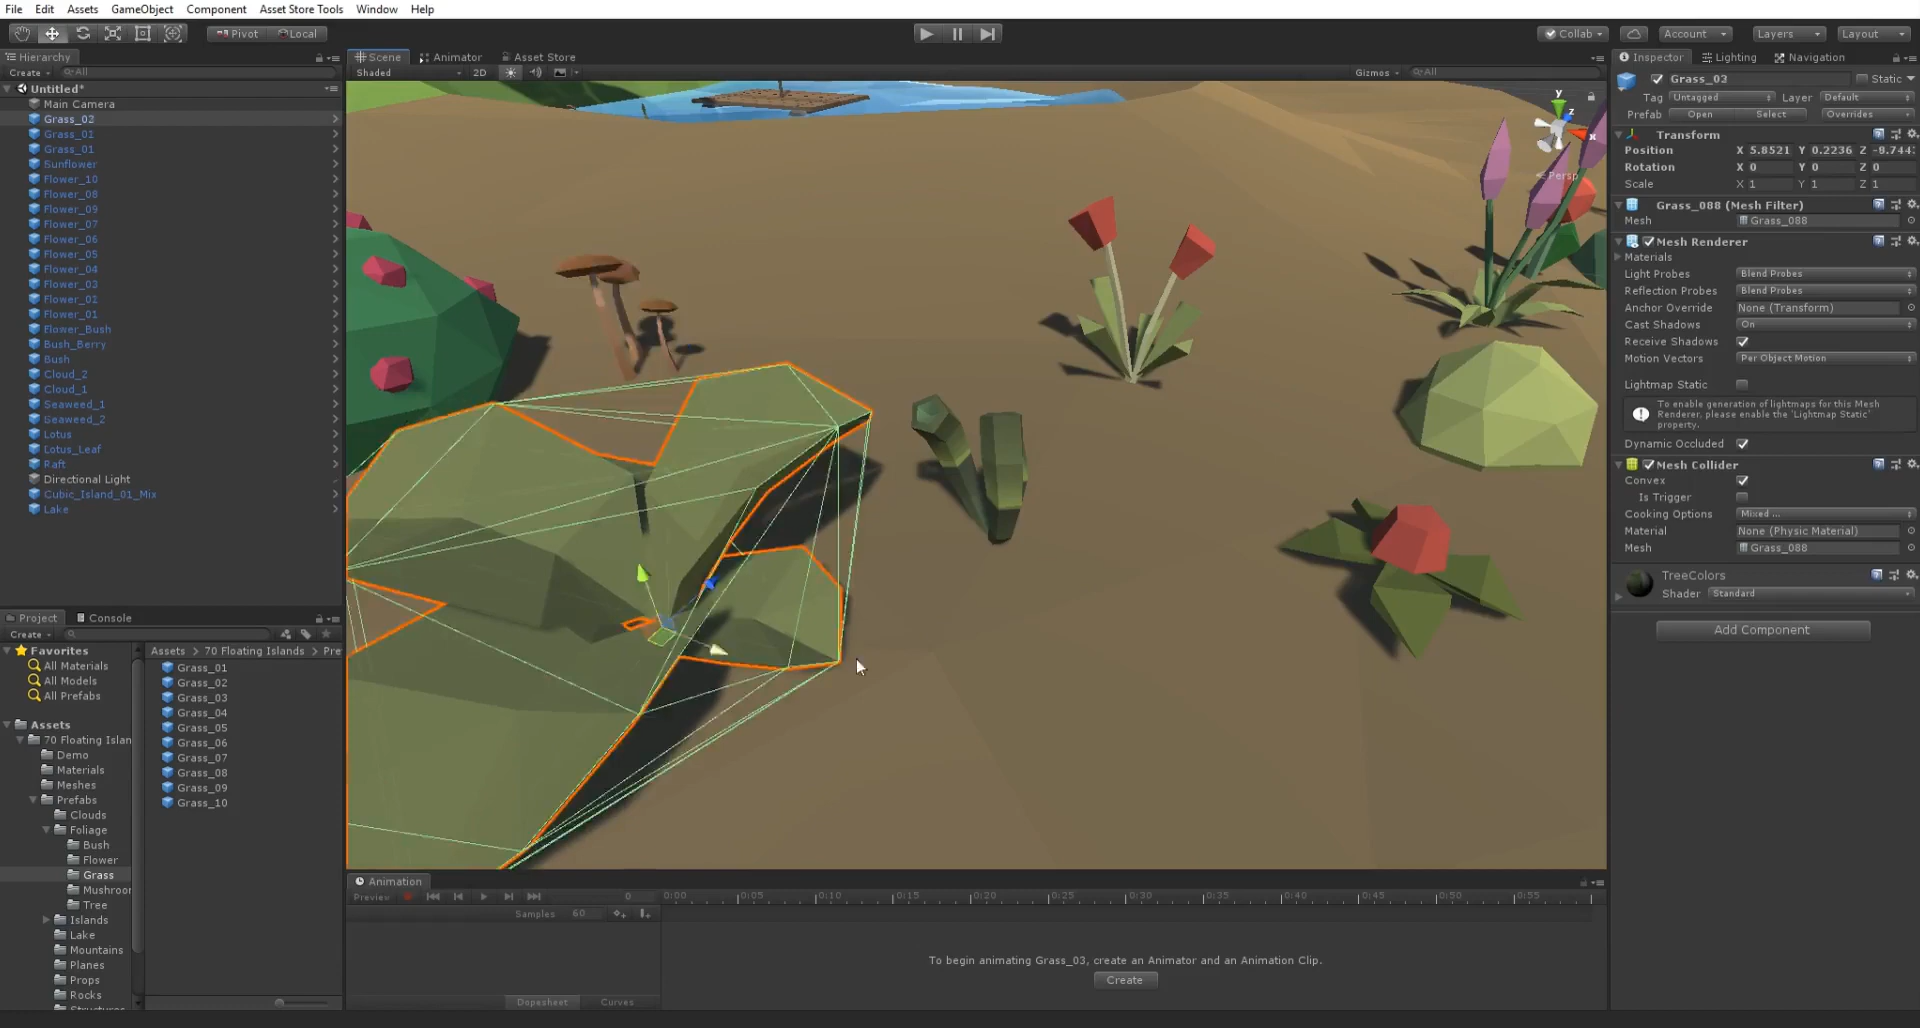 File Edit Assets GameObject Component Asset Store Tools Window Help
Pivot Local
Collab Account Layers Layout
Hierarchy
Create All
Untitled*
Main Camera
Grass_02
Grass_01
Grass_01
Sunflower
Flower_10
Flower_08
Flower_09
Flower_07
Flower_06
Flower_05
Flower_04
Flower_03
Flower_02
Flower_01
Flower_Bush
Bush_Berry
Bush
Cloud_2
Cloud_1
Seaweed_1
Seaweed_2
Lotus
Lotus_Leaf
Raft
Directional Light
Cubic_Island_01_Mix
Lake
Scene Animator Asset Store
Shaded 2D Gizmos All
y
z
x
Persp
Inspector Lighting Navigation
Grass_03 Static
Tag Untagged Layer Default
Prefab Open Select Overrides
Transform
Position X 5.8521 Y 0.2236 Z
Rotation X 0 Y 0 Z 0
Scale X 1 Y 1 Z 1
Grass_088 (Mesh Filter)
Mesh Grass_088
Mesh Renderer
Materials
Light Probes Blend Probes
Reflection Probes Blend Probes
Anchor Override None (Transform)
Cast Shadows On
Receive Shadows
Motion Vectors Per Object Motion
Lightmap Static
To enable generation of lightmaps for this Mesh
Renderer, please enable the 'Lightmap Static'
property.
Dynamic Occluded
Mesh Collider
Convex
Is Trigger
Cooking Options Mixed ...
Material None (Physic Material)
Mesh Grass_088
TreeColors
Shader Standard
Add Component
Project Console
Create
Favorites
All Materials
All Models
All Prefabs
Assets
70 Floating Islan
Demo
Materials
Meshes
Prefabs
Clouds
Foliage
Bush
Flower
Grass
Mushroor
Tree
Islands
Lake
Mountains
Planes
Props
Rocks
Assets > 70 Floating Islands > Pre
Grass_01
Grass_02
Grass_03
Grass_04
Grass_05
Grass_06
Grass_07
Grass_08
Grass_09
Grass_10
Animation
Preview 0 0:00 0:05 0:10 0:15 0:20 0:25 0:30 0:35 0:40 0:45 0:50 0:55
Samples 60
To begin animating Grass_03, create an Animator and an Animation Clip.
Create
Dopesheet Curves